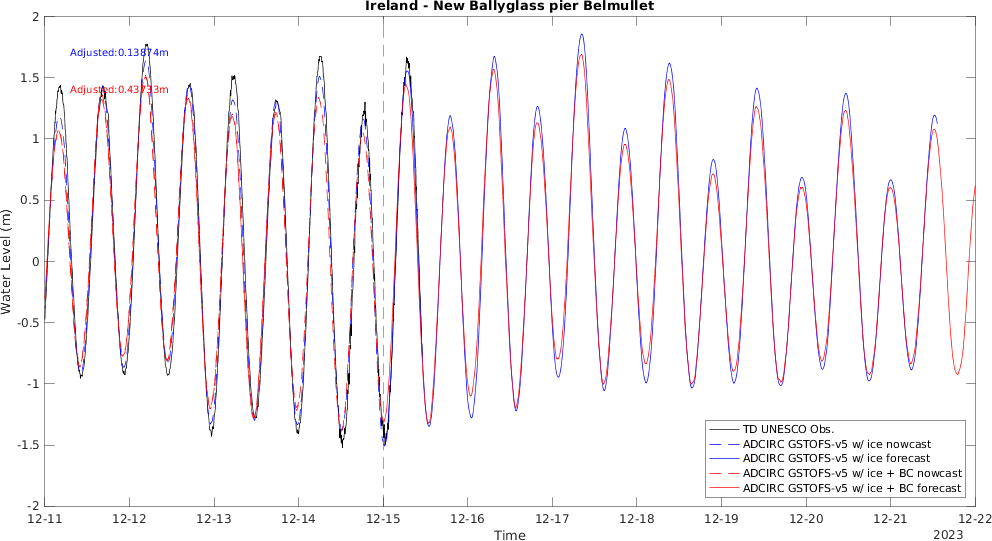 Ireland - New Ballyglass pier Belmullet
2
1.5
1
0.5
0
-0.5
-1
-1.5
-2
Water Level (m)
Adjusted:0.13874m
Adjusted:0.43733m
TD UNESCO Obs.
ADCIRC GSTOFS-v5 w/ ice nowcast
ADCIRC GSTOFS-v5 w/ ice forecast
ADCIRC GSTOFS-v5 w/ ice + BC nowcast
ADCIRC GSTOFS-v5 w/ ice + BC forecast
12-11 12-12 12-13 12-14 12-15 12-16 12-17 12-18 12-19 12-20 12-21 12-22
Time
2023